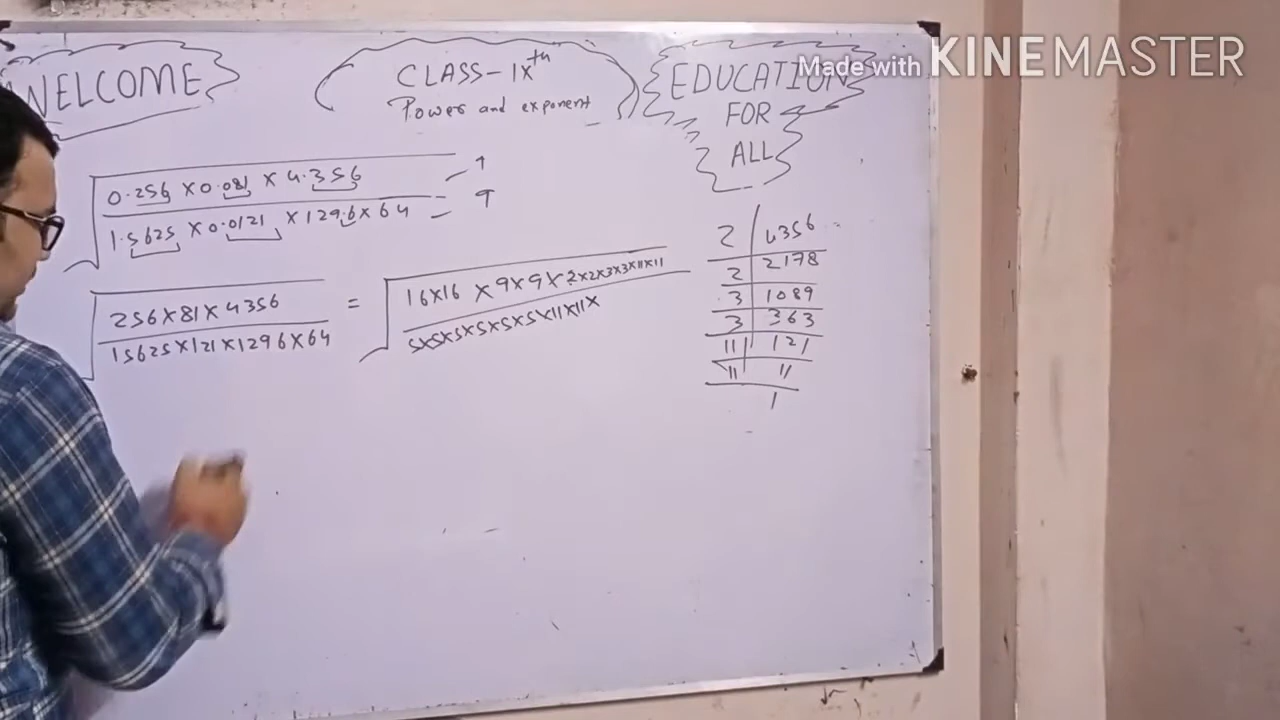 Made with KINEMASTER
WELCOME
CLASS-IXth
Power and exponent
EDUCATION
FOR
ALL
0.256 × 0.081 × 4.356
1.5625 × 0.0121 × 129.6 × 64
9
9
256×81×4356
15625×121×1296×64
=
16×16 ×9×9×2×2×3×3×11×11
5×5×5×5×5×5×11×11×
2 | 4356
2 | 2178
3 | 1089
3 | 363
11 | 121
11 | 11
1